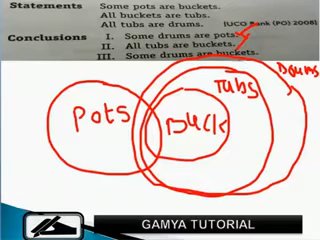 Statements Some pots are buckets.
All buckets are tubs.
All tubs are drums. [UCO Bank (PO) 2008]
Conclusions I. Some drums are pots.
II. All tubs are buckets.
III. Some drums are buckets.
Drums
Tubs
Pots
Buck
GAMYA TUTORIAL